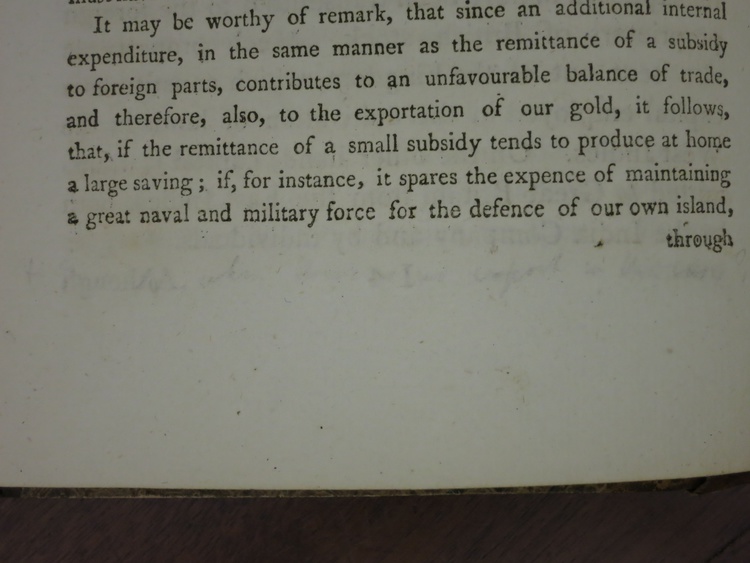 It may be worthy of remark, that since an additional internal
expenditure, in the same manner as the remittance of a subsidy
to foreign parts, contributes to an unfavourable balance of trade,
and therefore, also, to the exportation of our gold, it follows,
that, if the remittance of a small subsidy tends to produce at home
a large saving; if, for instance, it spares the expence of maintaining
a great naval and military force for the defence of our own island,
through